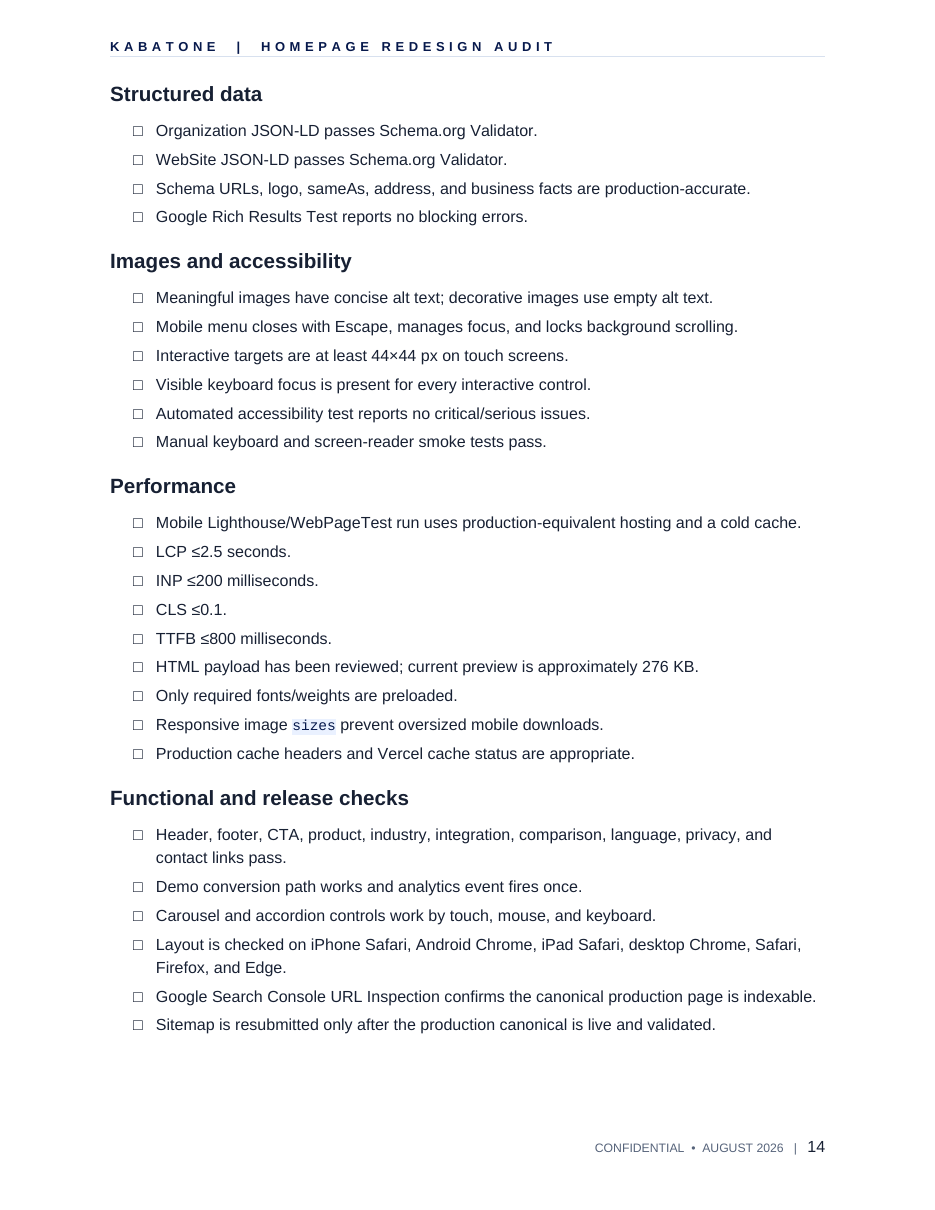 KABATONE | HOMEPAGE REDESIGN AUDIT
Structured data
□ Organization JSON-LD passes Schema.org Validator.
□ WebSite JSON-LD passes Schema.org Validator.
□ Schema URLs, logo, sameAs, address, and business facts are production-accurate.
□ Google Rich Results Test reports no blocking errors.
Images and accessibility
□ Meaningful images have concise alt text; decorative images use empty alt text.
□ Mobile menu closes with Escape, manages focus, and locks background scrolling.
□ Interactive targets are at least 44×44 px on touch screens.
□ Visible keyboard focus is present for every interactive control.
□ Automated accessibility test reports no critical/serious issues.
□ Manual keyboard and screen-reader smoke tests pass.
Performance
□ Mobile Lighthouse/WebPageTest run uses production-equivalent hosting and a cold cache.
□ LCP ≤2.5 seconds.
□ INP ≤200 milliseconds.
□ CLS ≤0.1.
□ TTFB ≤800 milliseconds.
□ HTML payload has been reviewed; current preview is approximately 276 KB.
□ Only required fonts/weights are preloaded.
□ Responsive image sizes prevent oversized mobile downloads.
□ Production cache headers and Vercel cache status are appropriate.
Functional and release checks
□ Header, footer, CTA, product, industry, integration, comparison, language, privacy, and
contact links pass.
□ Demo conversion path works and analytics event fires once.
□ Carousel and accordion controls work by touch, mouse, and keyboard.
□ Layout is checked on iPhone Safari, Android Chrome, iPad Safari, desktop Chrome, Safari,
Firefox, and Edge.
□ Google Search Console URL Inspection confirms the canonical production page is indexable.
□ Sitemap is resubmitted only after the production canonical is live and validated.
CONFIDENTIAL • AUGUST 2026 | 14